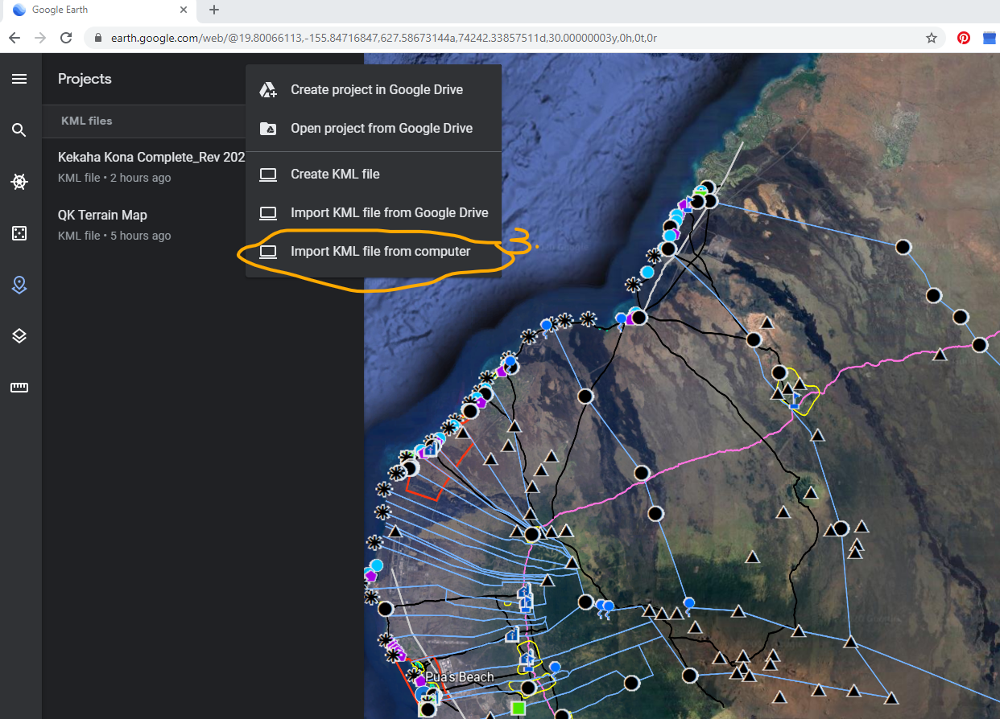 Google Earth
earth.google.com/web/@19.80066113,-155.84716847,627.58673144a,74242.33857511d,30.00000003y,0h,0t,0r
Projects
KML files
Kekaha Kona Complete_Rev 202
KML file • 2 hours ago
QK Terrain Map
KML file • 5 hours ago
Create project in Google Drive
Open project from Google Drive
Create KML file
Import KML file from Google Drive
Import KML file from computer
3.
Pua's Beach